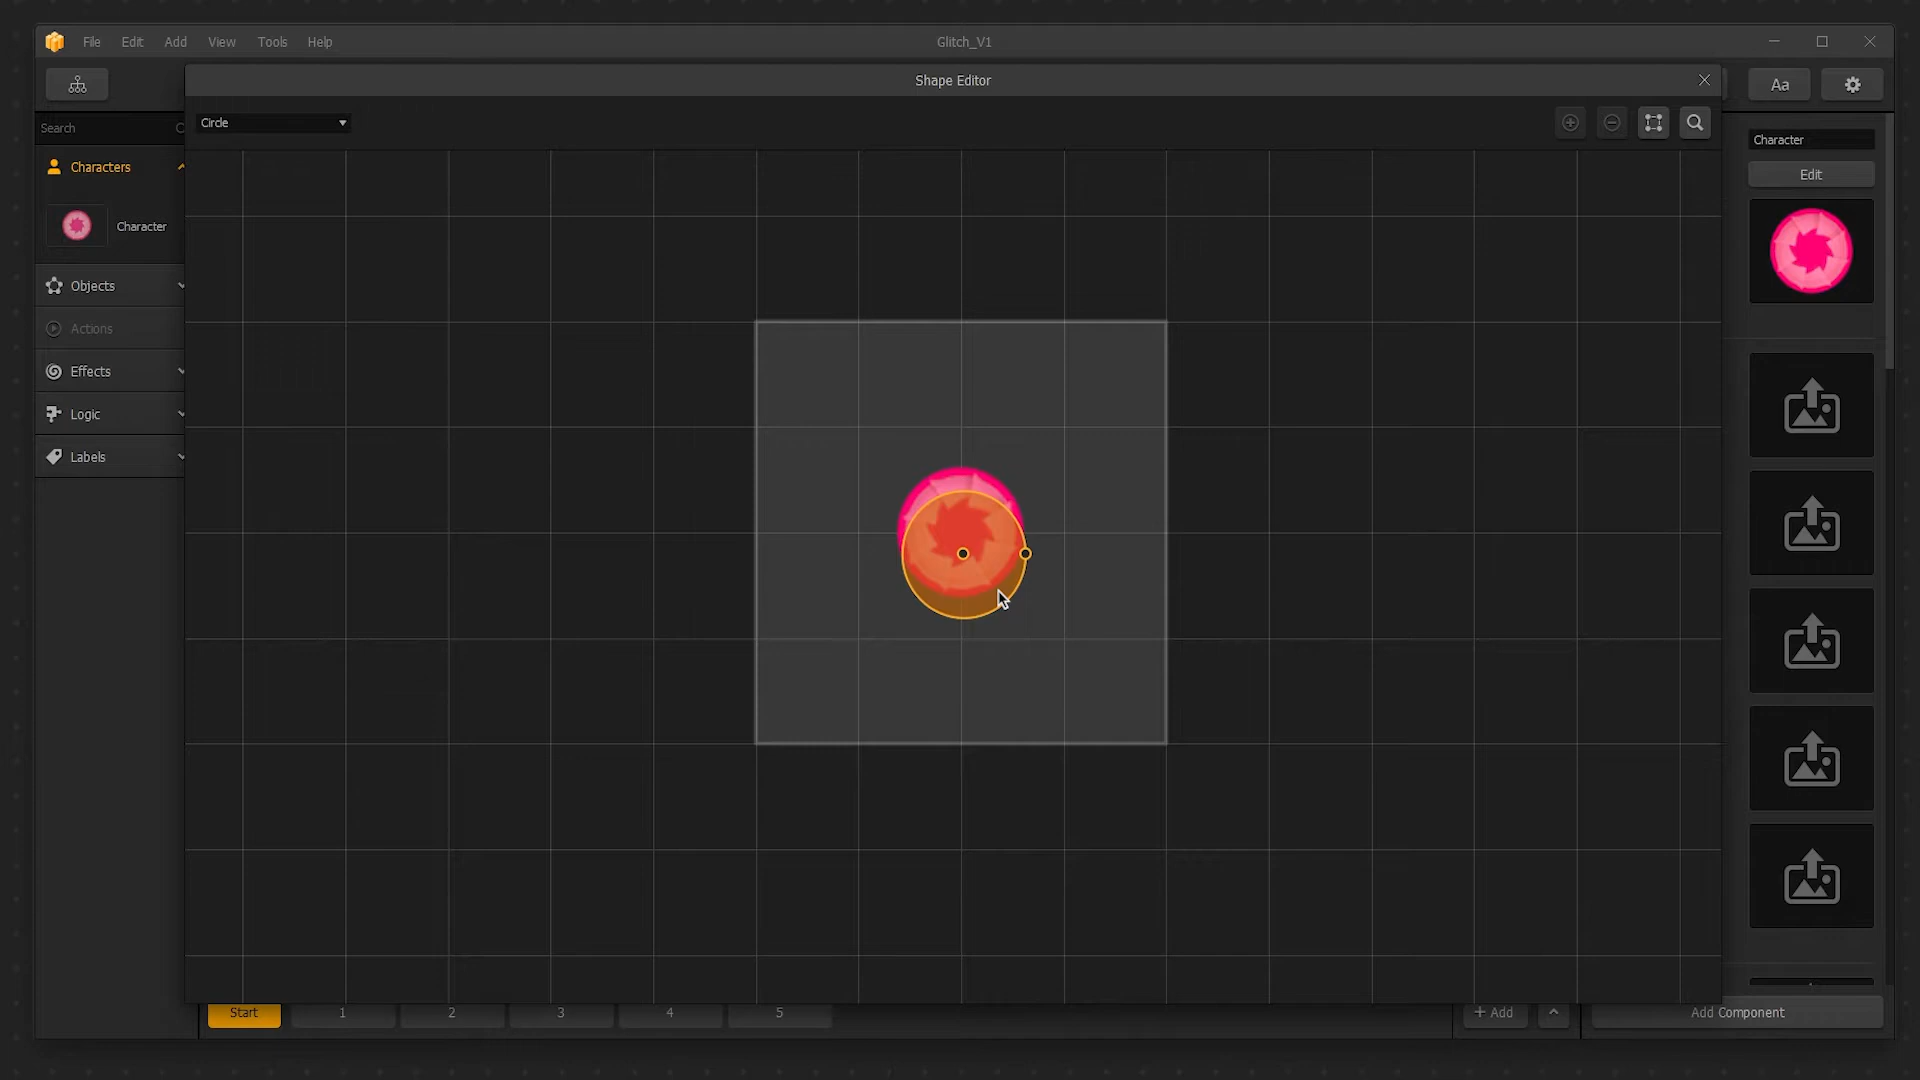 File Edit Add View Tools Help
Glitch_V1
Shape Editor
Aa
Circle
Search
Character
Characters
Edit
Character
Objects
Actions
Effects
Logic
Labels
Start 1 2 3 4 5
+ Add
Add Component